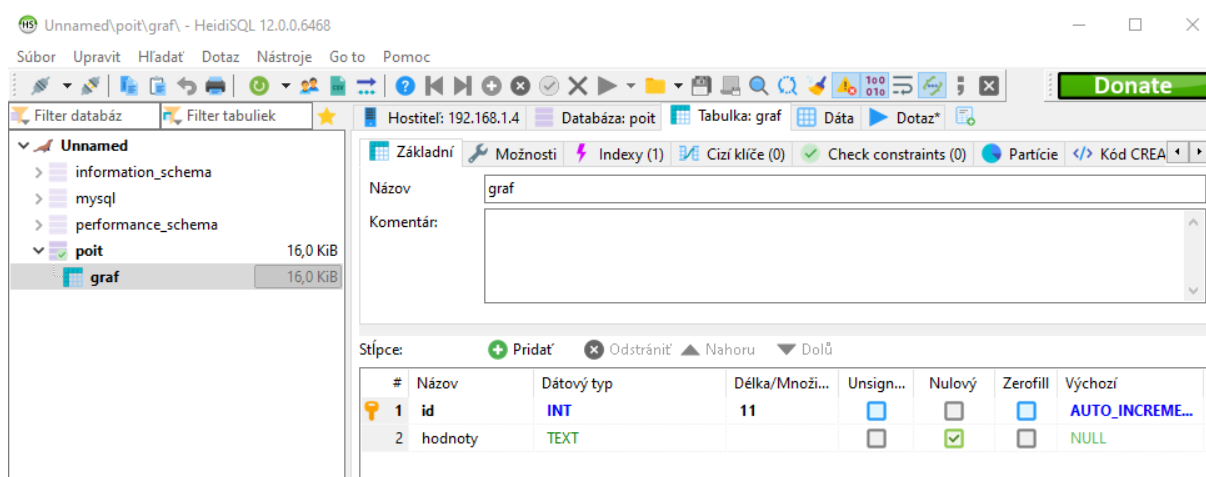 HS Unnamed\poit\graf\ - HeidiSQL 12.0.0.6468
Súbor Upravit Hľadať Dotaz Nástroje Go to Pomoc
Donate
Filter databáz Filter tabuliek Hostiteľ: 192.168.1.4 Databáza: poit Tabulka: graf Dáta Dotaz*
Unnamed
information_schema
mysql
performance_schema
poit 16,0 KiB
graf 16,0 KiB
Základní Možnosti Indexy (1) Cizí klíče (0) Check constraints (0) Partície </> Kód CREA
Názov graf
Komentár:
Stĺpce: Pridať Odstrániť Nahoru Dolů
# Názov Dátový typ Délka/Množi... Unsign... Nulový Zerofill Výchozí
1 id INT 11 AUTO_INCREME...
2 hodnoty TEXT NULL